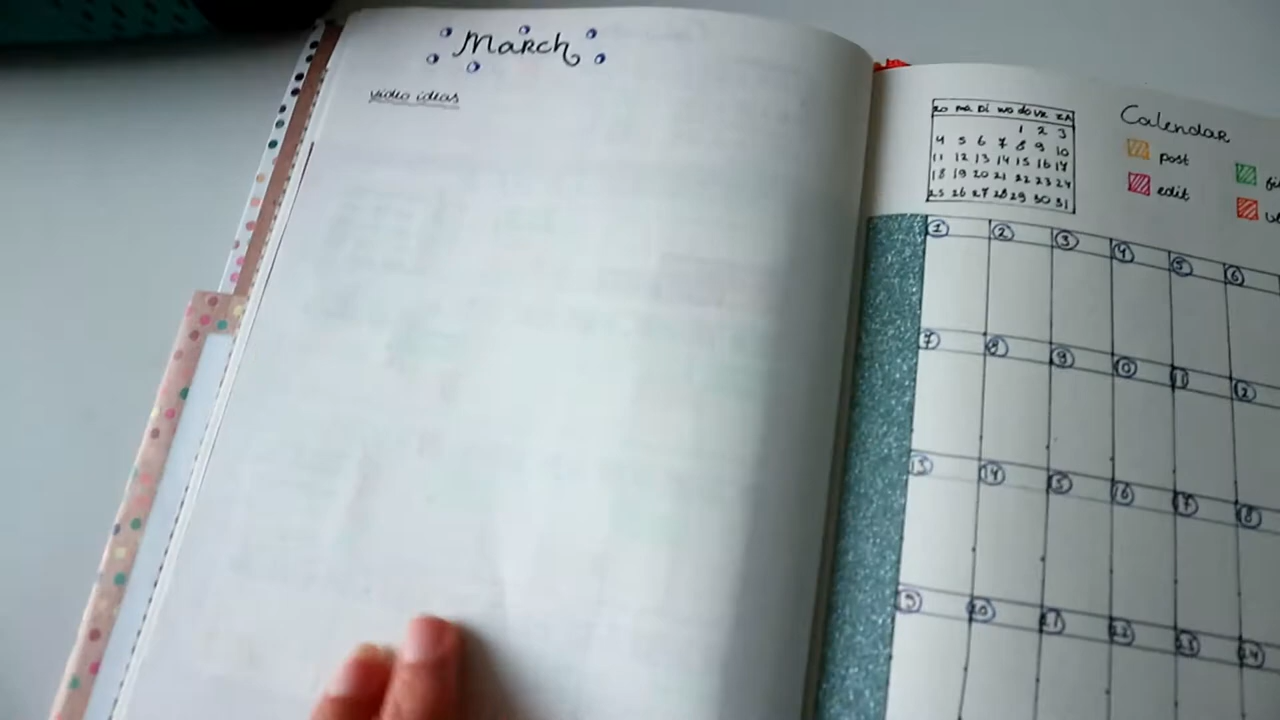 March
video ideas
zo ma di wo do vr za
1 2 3
4 5 6 7 8 9 10
11 12 13 14 15 16 17
18 19 20 21 22 23 24
25 26 27 28 29 30 31
Calendar
post
edit
1 2 3 4 5 6
7 8 9 10 11 12
13 14 15 16 17 18
19 20 21 22 23 24